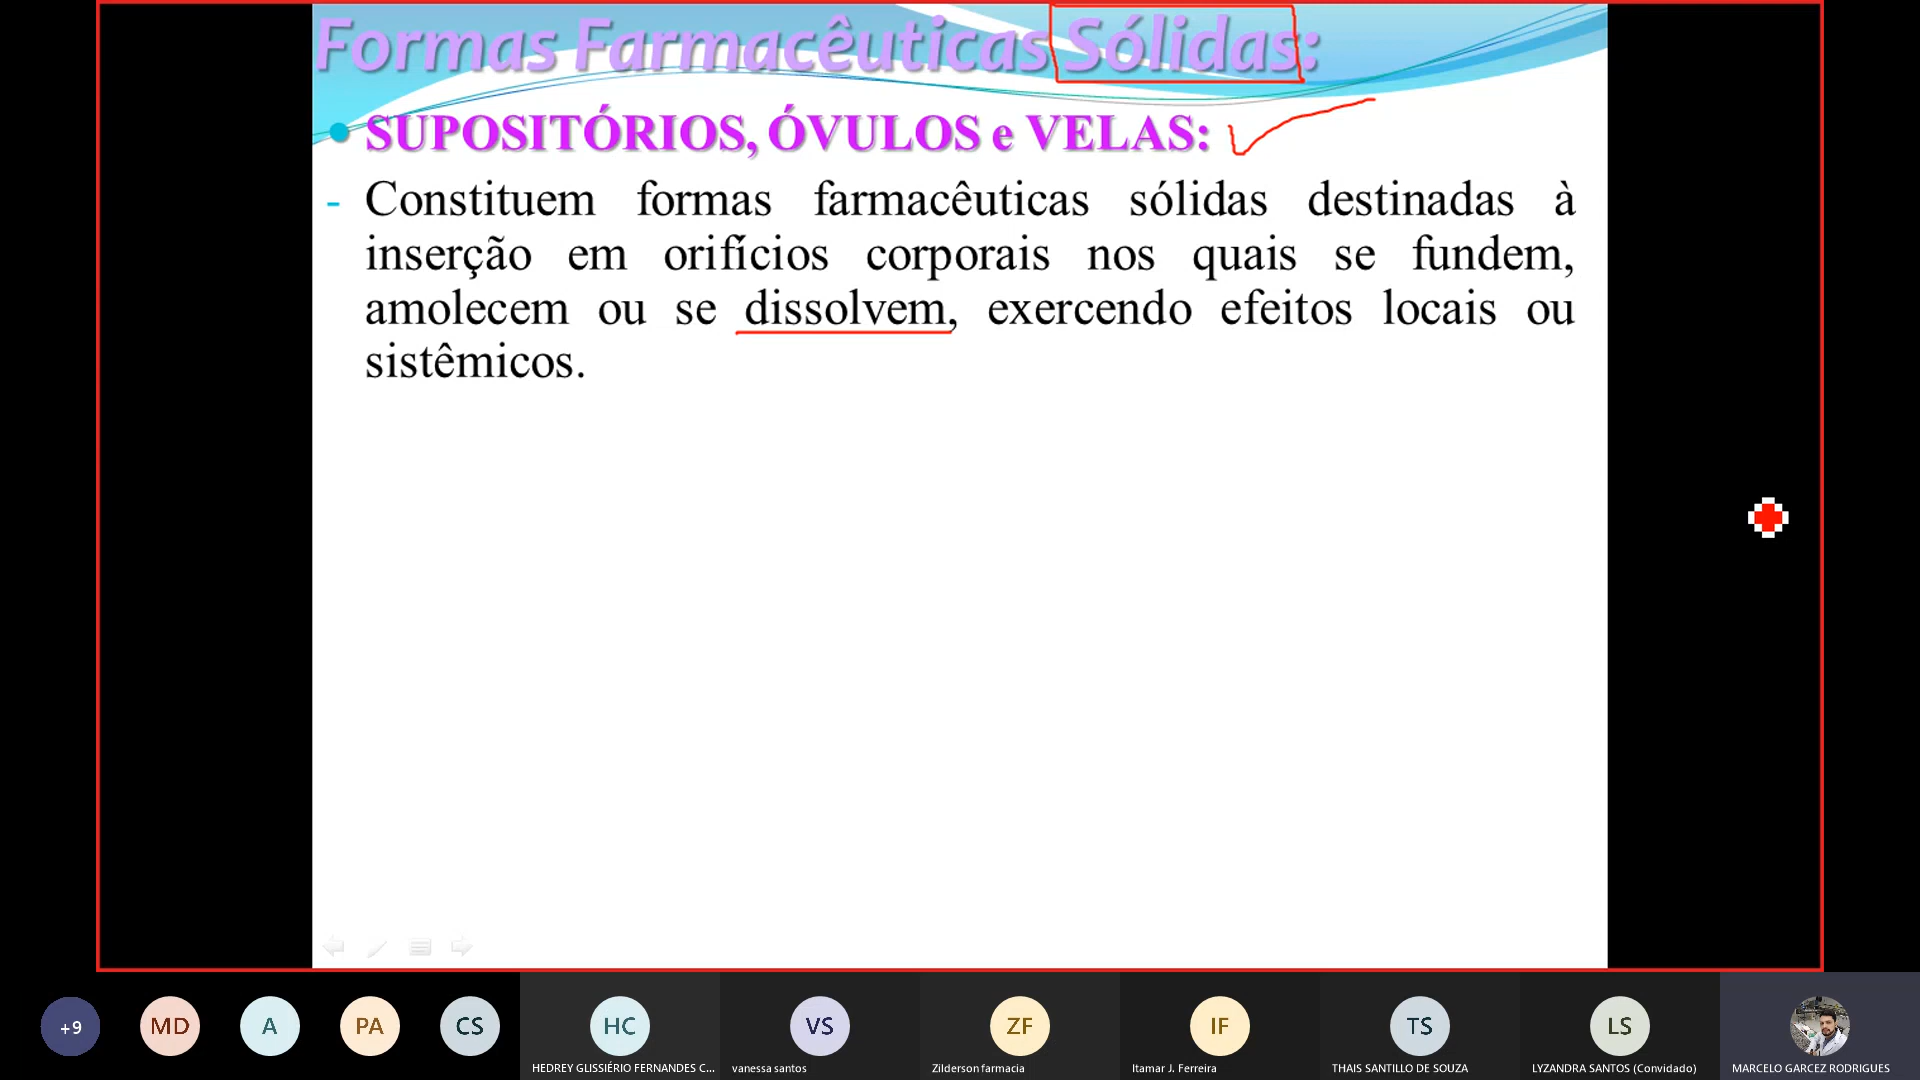 Formas Farmacêuticas Sólidas:
• SUPOSITÓRIOS, ÓVULOS e VELAS:
- Constituem formas farmacêuticas sólidas destinadas à
inserção em orifícios corporais nos quais se fundem,
amolecem ou se dissolvem, exercendo efeitos locais ou
sistêmicos.
+9 MD A PA CS HC VS ZF IF TS LS
HEDREY GLISSIÉRIO FERNANDES C... vanessa santos Zilderson farmacia Itamar J. Ferreira THAIS SANTILLO DE SOUZA LYZANDRA SANTOS (Convidado) MARCELO GARCEZ RODRIGUES